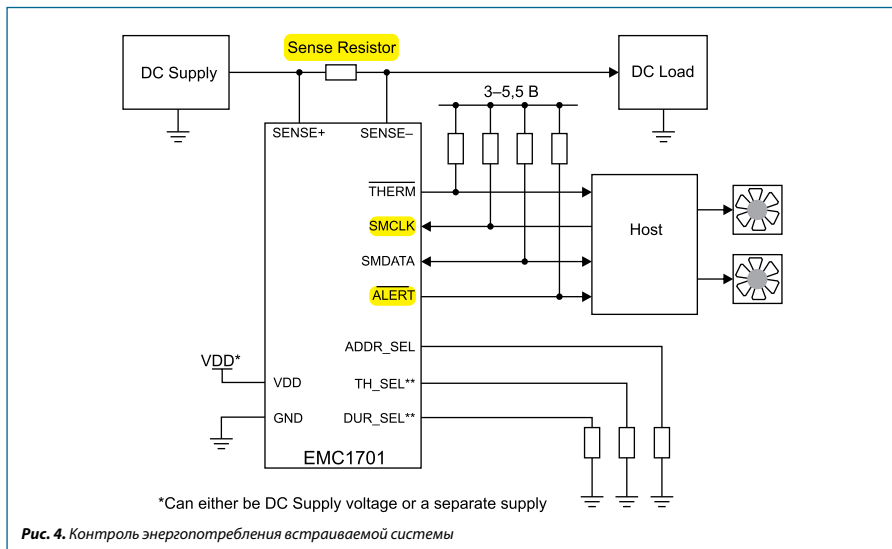 Sense Resistor
DC Supply
DC Load
3–5,5 В
SENSE+
SENSE–
THERM
SMCLK
Host
SMDATA
ALERT
ADDR_SEL
VDD*
VDD
TH_SEL**
GND
DUR_SEL**
EMC1701
*Can either be DC Supply voltage or a separate supply
Рис. 4. Контроль энергопотребления встраиваемой системы